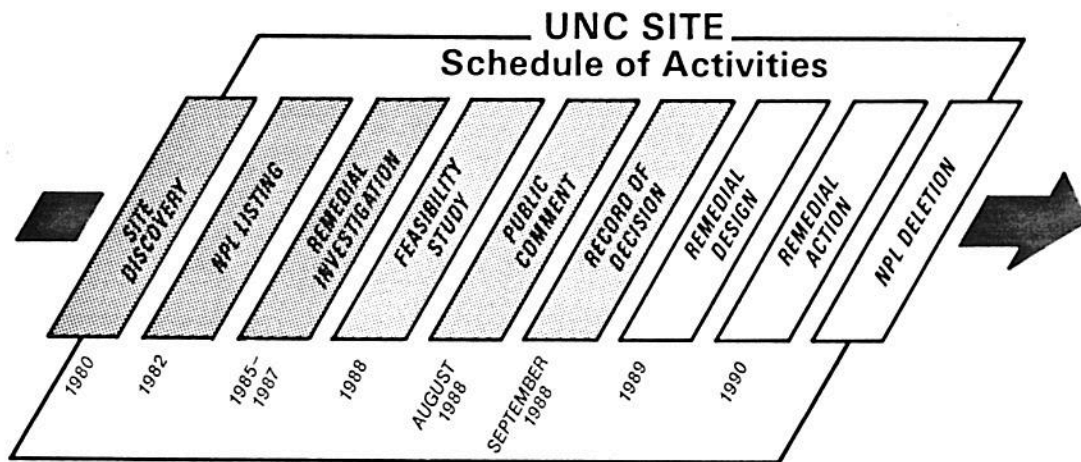 UNC SITE
Schedule of Activities
SITE
DISCOVERY
NPL LISTING
REMEDIAL
INVESTIGATION
FEASIBILITY
STUDY
PUBLIC
COMMENT
RECORD OF
DECISION
REMEDIAL
DESIGN
REMEDIAL
ACTION
NPL DELETION
1980
1982
1985–
1987
1988
AUGUST
1988
SEPTEMBER
1988
1989
1990